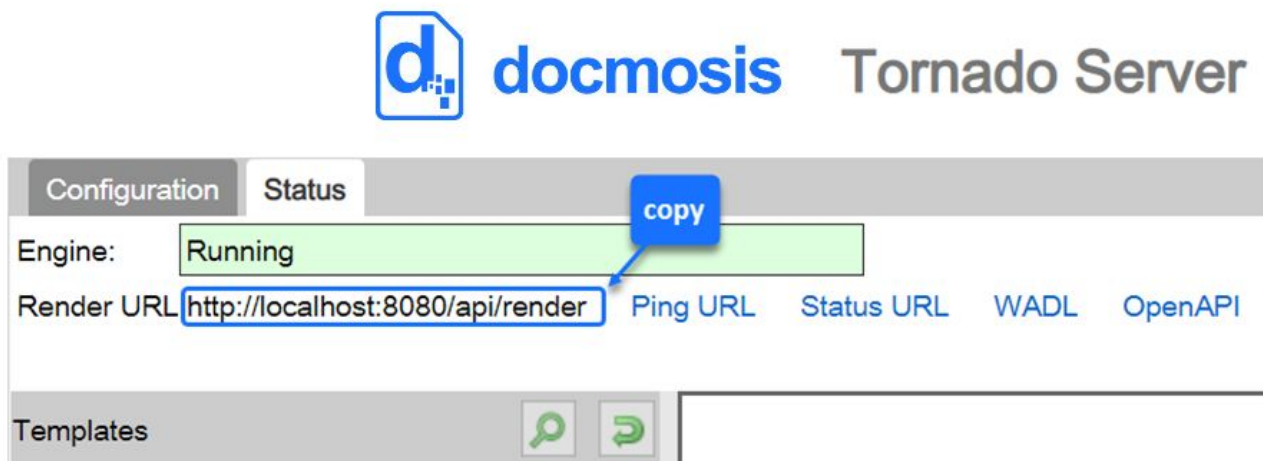 d.
docmosis Tornado Server
Configuration Status
copy
Engine: Running
Render URL http://localhost:8080/api/render Ping URL Status URL WADL OpenAPI
Templates